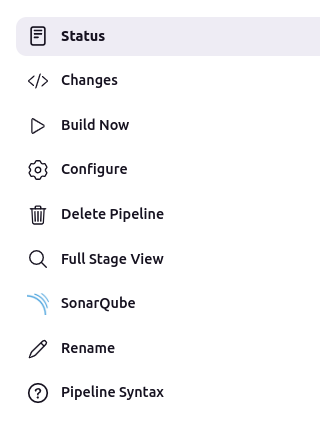 Status
Changes
Build Now
Configure
Delete Pipeline
Full Stage View
SonarQube
Rename
Pipeline Syntax